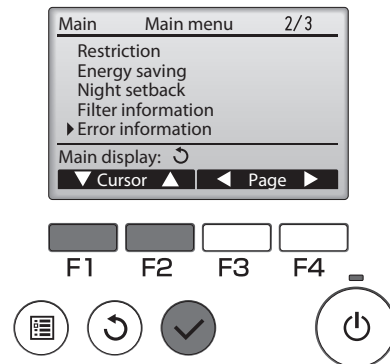 Main Main menu 2/3
Restriction
Energy saving
Night setback
Filter information
Error information
Main display:
Cursor Page
F1 F2 F3 F4